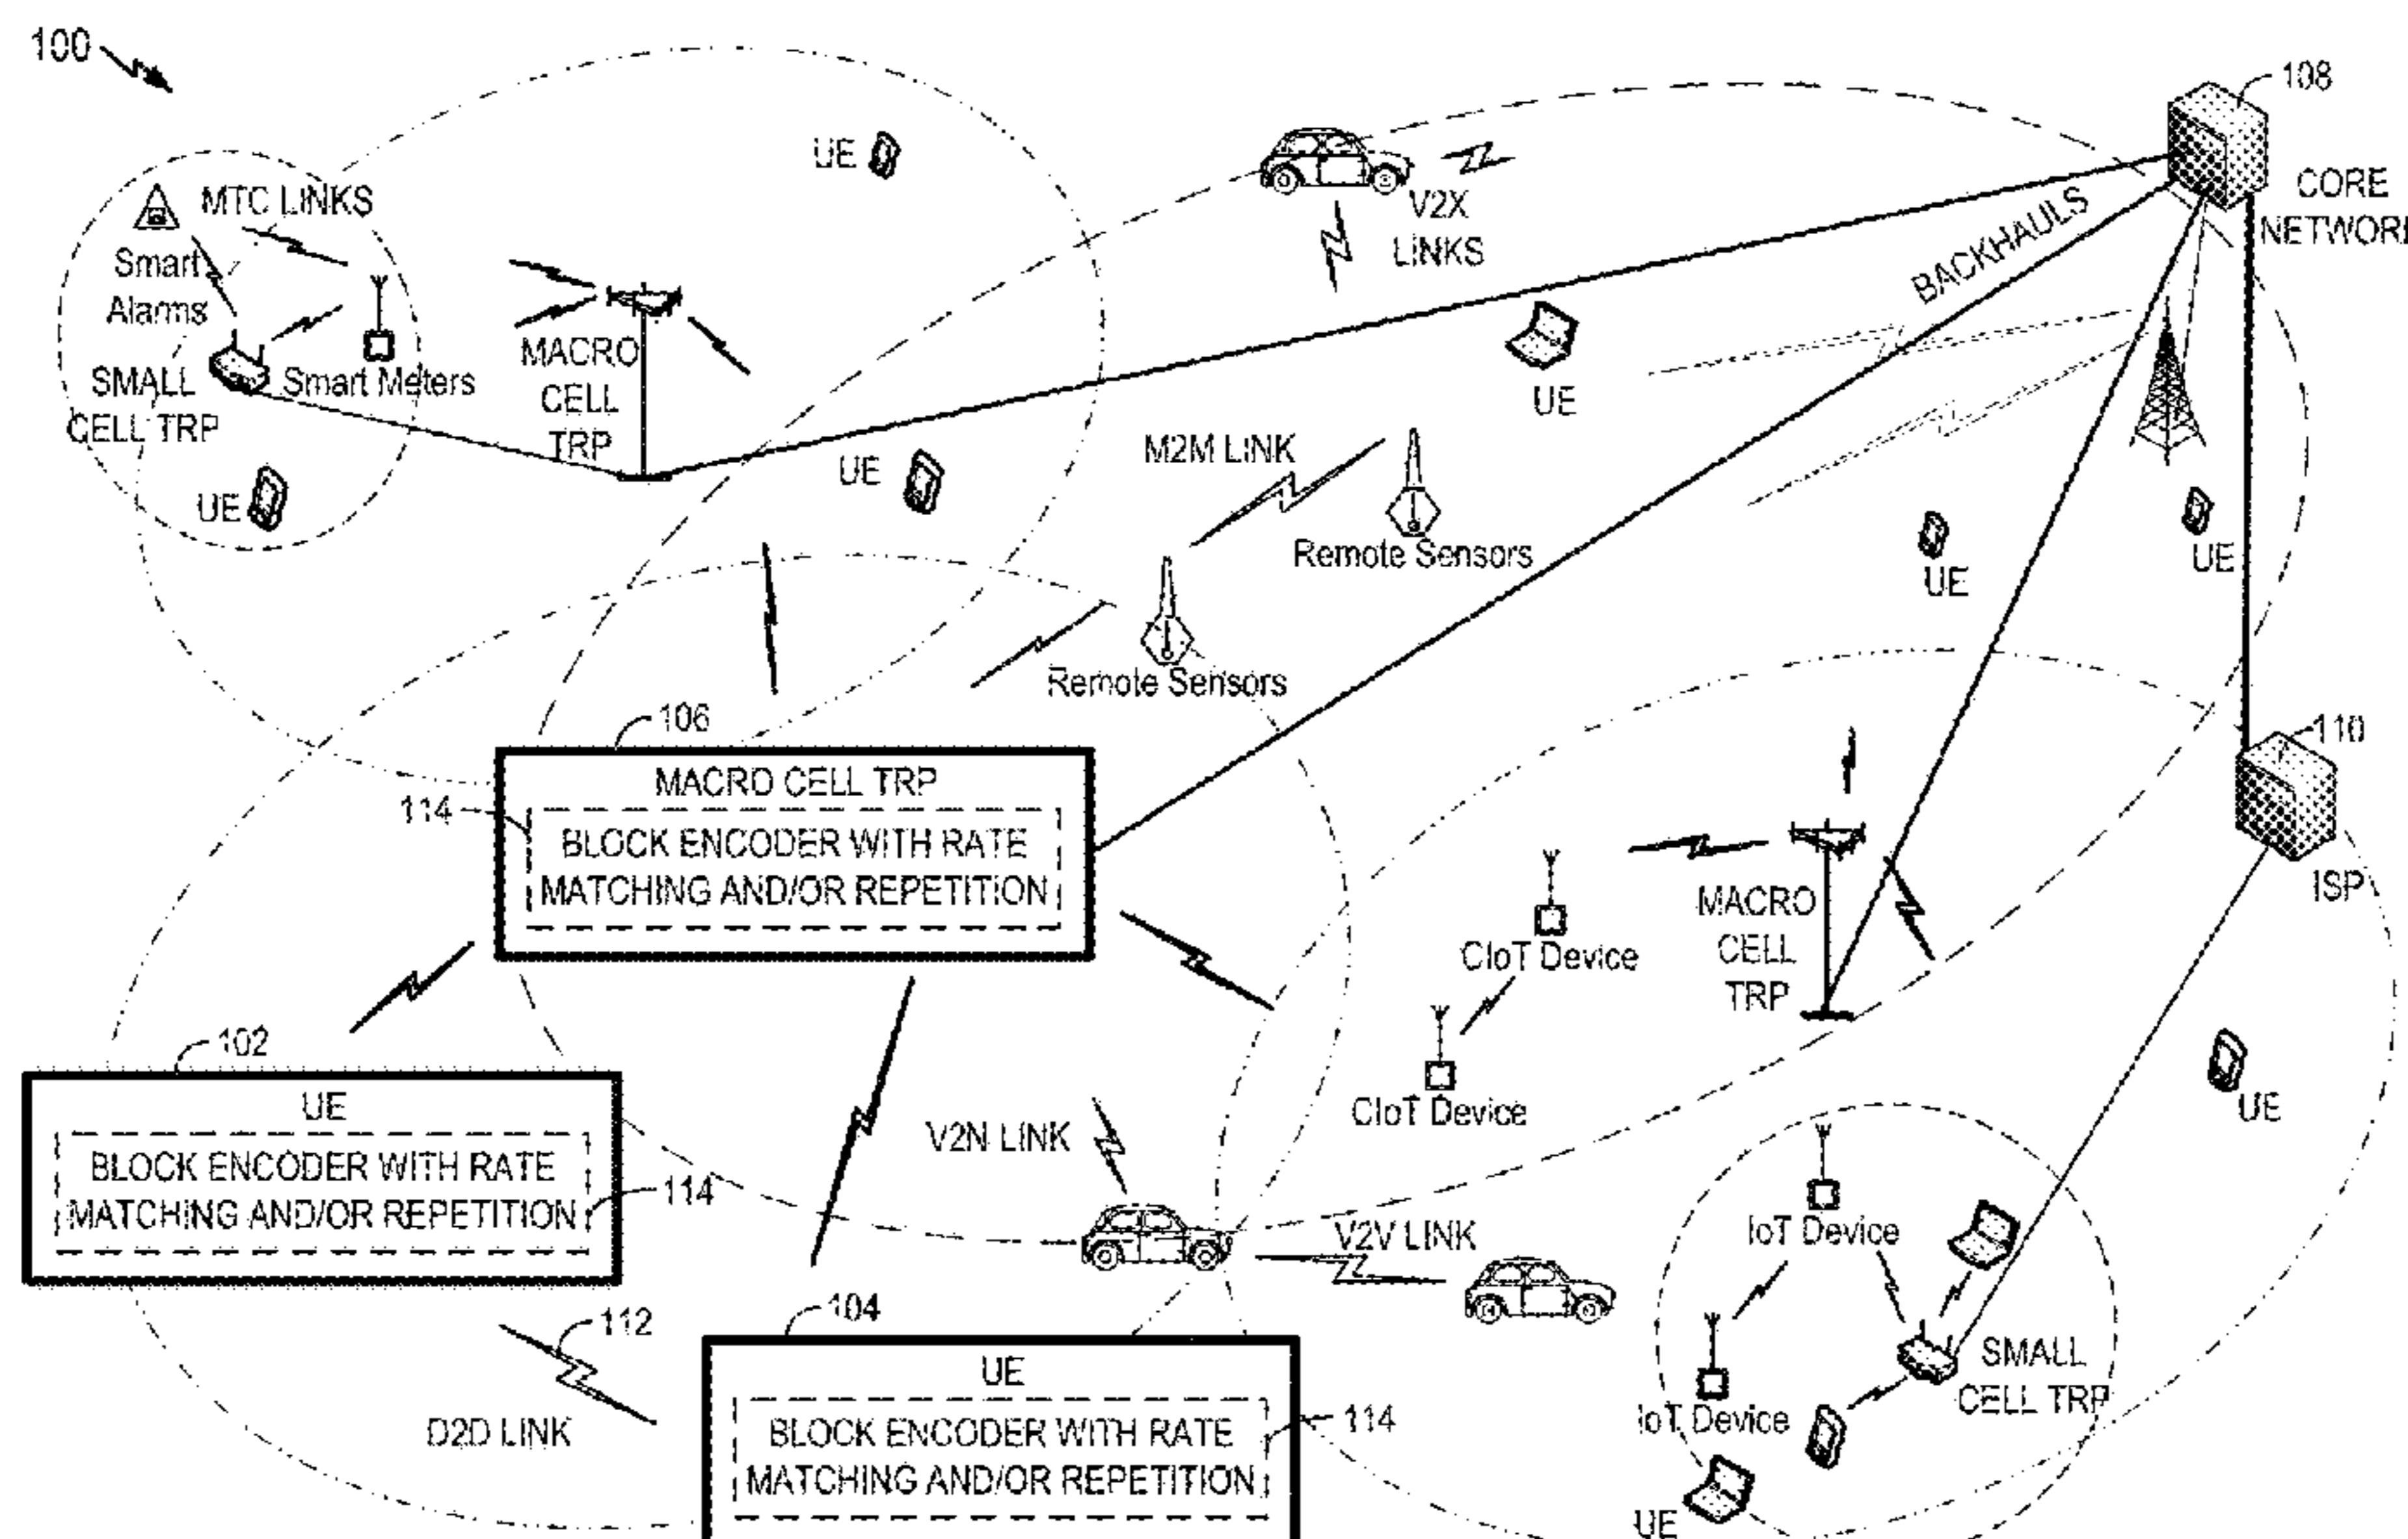 100
108
UE
MTC LINKS
Smart
Alarms
V2X
LINKS
CORE
NETWOR
BACKHAULS
SMALL
CELL TRP
Smart Meters
MACRO
CELL
TRP
UE
UE
UE
M2M LINK
Remote Sensors
Remote Sensors
UE
UE
106
MACRO CELL TRP
114
BLOCK ENCODER WITH RATE
MATCHING AND/OR REPETITION
110
ISP
MACRO
CELL
TRP
CIoT Device
CIoT Device
102
UE
BLOCK ENCODER WITH RATE
MATCHING AND/OR REPETITION
114
V2N LINK
V2V LINK
UE
IoT Device
IoT Device
SMALL
CELL TRP
UE
112
D2D LINK
104
UE
BLOCK ENCODER WITH RATE
MATCHING AND/OR REPETITION
114